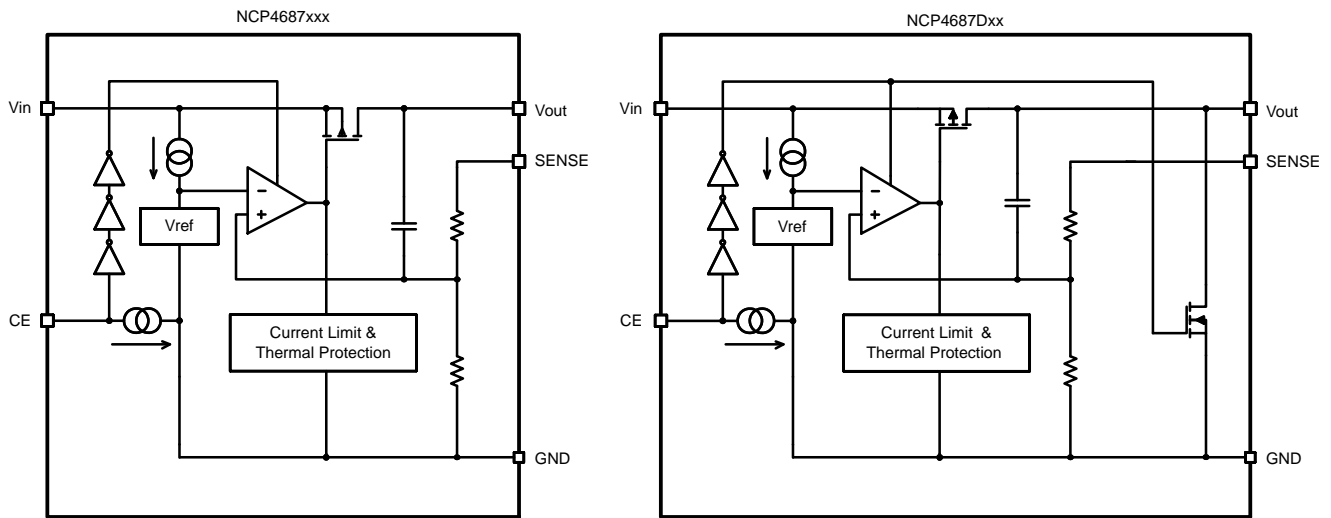 NCP4687xxx
Vin
Vout
SENSE
−
+
Vref
CE
Current Limit &
Thermal Protection
GND
NCP4687Dxx
Vin
Vout
SENSE
−
+
Vref
CE
Current Limit &
Thermal Protection
GND